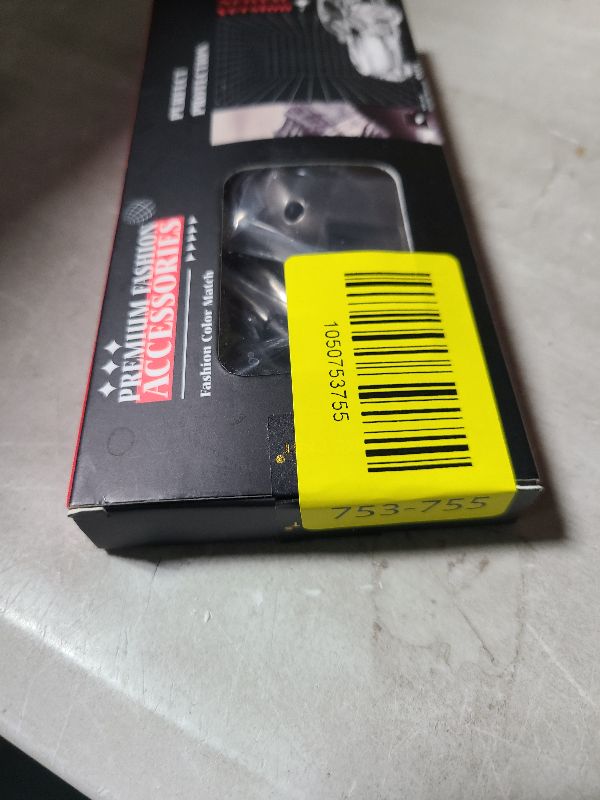 PERFECT
PROTECTION
PREMIUM FASHION
ACCESSORIES
Fashion Color Match
1050753755
753-755